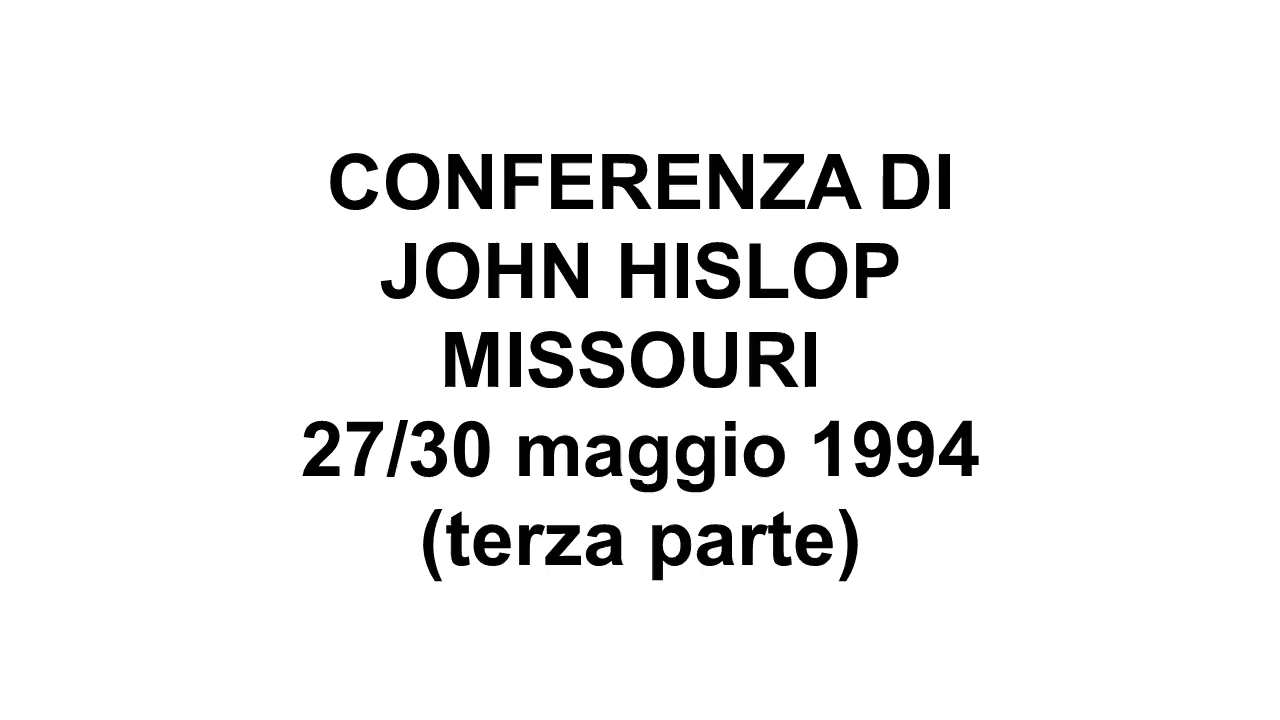 CONFERENZA DI
JOHN HISLOP
MISSOURI
27/30 maggio 1994
(terza parte)